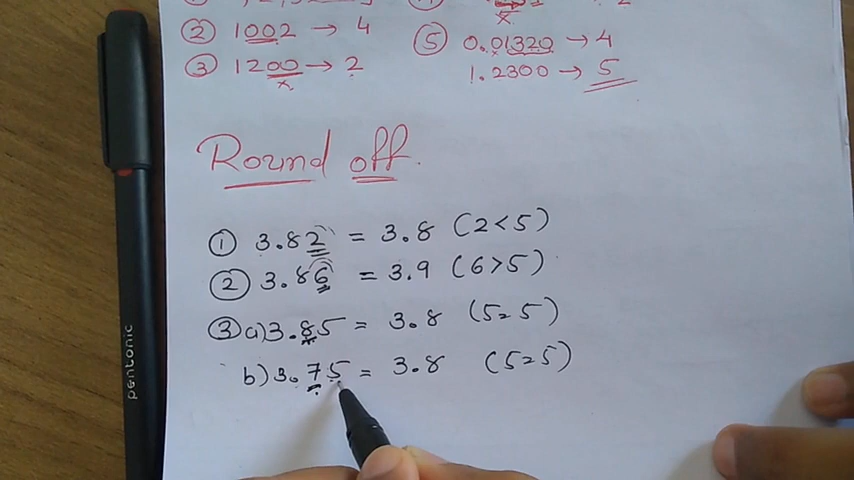 ② 1002 → 4
③ 1200 → 2
⑤ 0.01320 → 4
1.2300 → 5
Round off.
① 3.82 = 3.8 (2<5)
② 3.86 = 3.9 (6>5)
③ a) 3.85 = 3.8 (5=5)
b) 3.75 = 3.8 (5=5)
pentonic